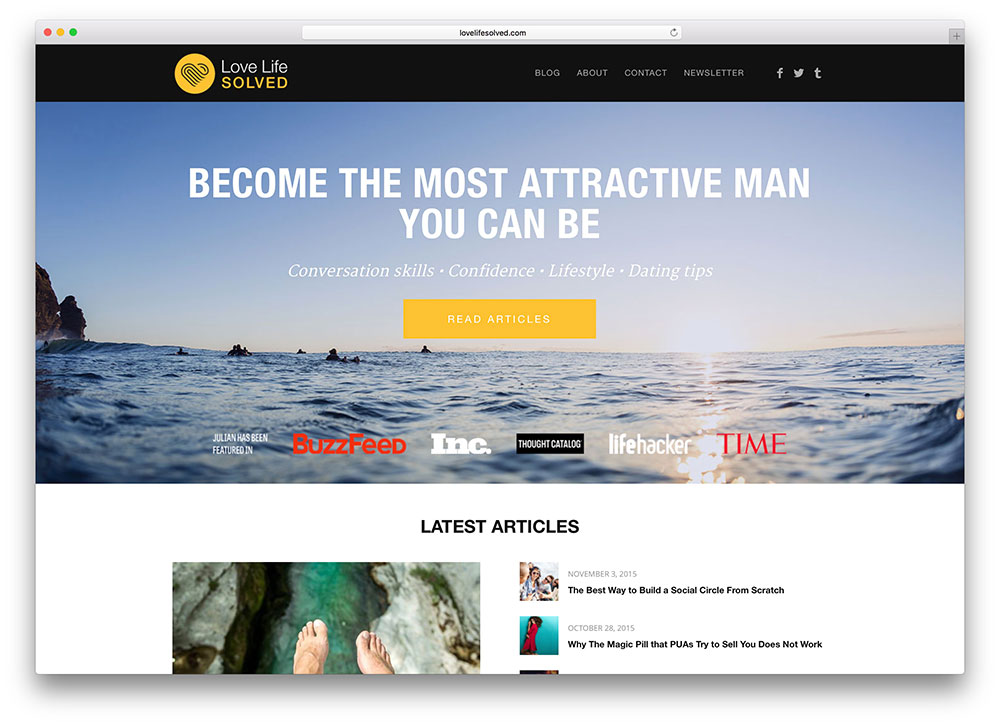 lovelifesolved.com
Love Life
SOLVED
BLOG ABOUT CONTACT NEWSLETTER
BECOME THE MOST ATTRACTIVE MAN
YOU CAN BE
Conversation skills • Confidence • Lifestyle • Dating tips
READ ARTICLES
JULIAN HAS BEEN
FEATURED IN
BuzzFeed Inc. THOUGHT CATALOG lifehacker TIME
LATEST ARTICLES
NOVEMBER 3, 2015
The Best Way to Build a Social Circle From Scratch
OCTOBER 28, 2015
Why The Magic Pill that PUAs Try to Sell You Does Not Work